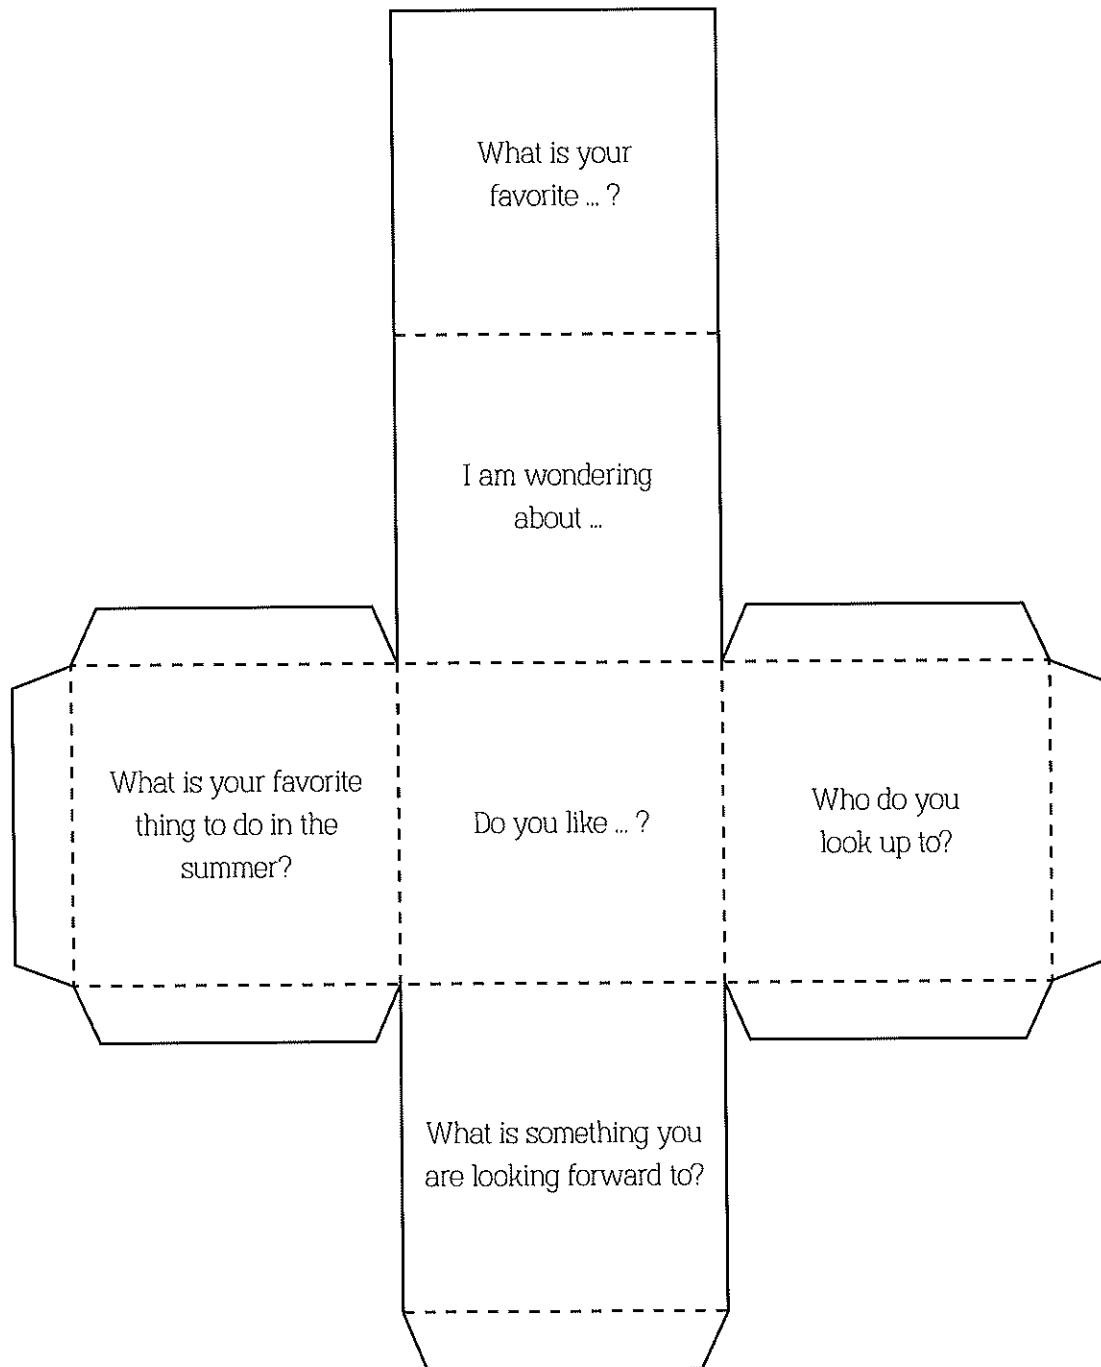 What is your
favorite ... ?
I am wondering
about ...
What is your favorite
thing to do in the
summer?
Do you like ... ?
Who do you
look up to?
What is something you
are looking forward to?